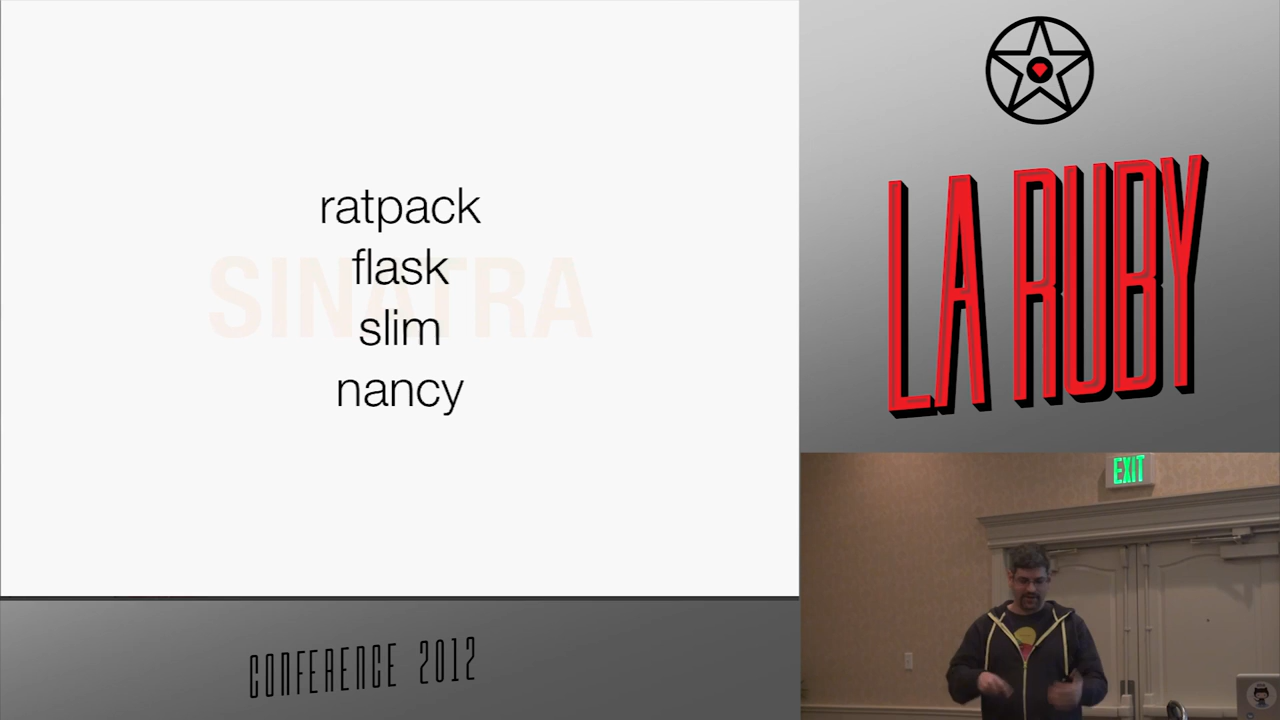 ratpack
flask
SINATRA
slim
nancy
CONFERENCE 2012
LA RUBY
EXIT